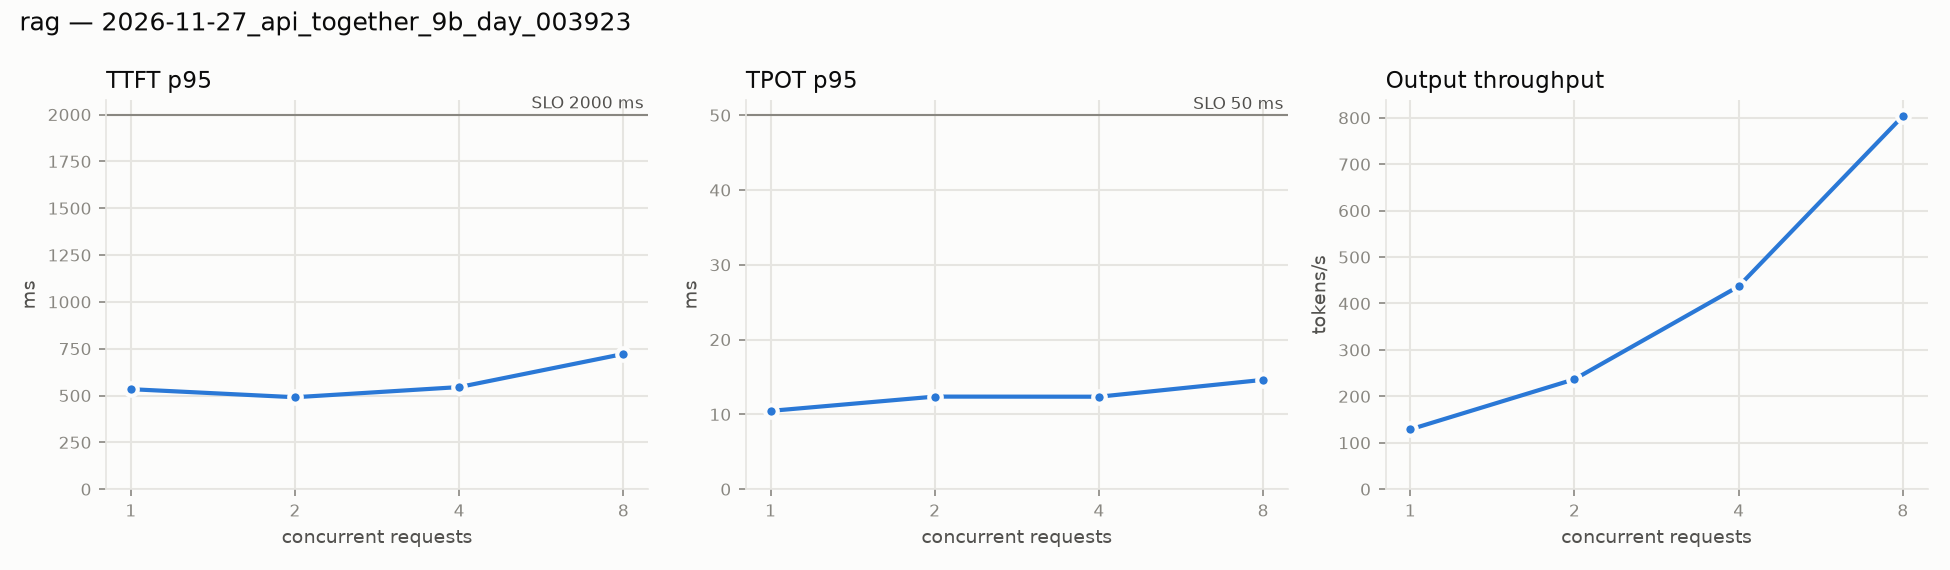 rag — 2026-11-27_api_together_9b_day_003923
TTFT p95
SLO 2000 ms
2000
1750
1500
1250
1000
750
500
250
0
ms
1 2 4 8
concurrent requests
TPOT p95
SLO 50 ms
50
40
30
20
10
0
ms
1 2 4 8
concurrent requests
Output throughput
800
700
600
500
400
300
200
100
0
tokens/s
1 2 4 8
concurrent requests